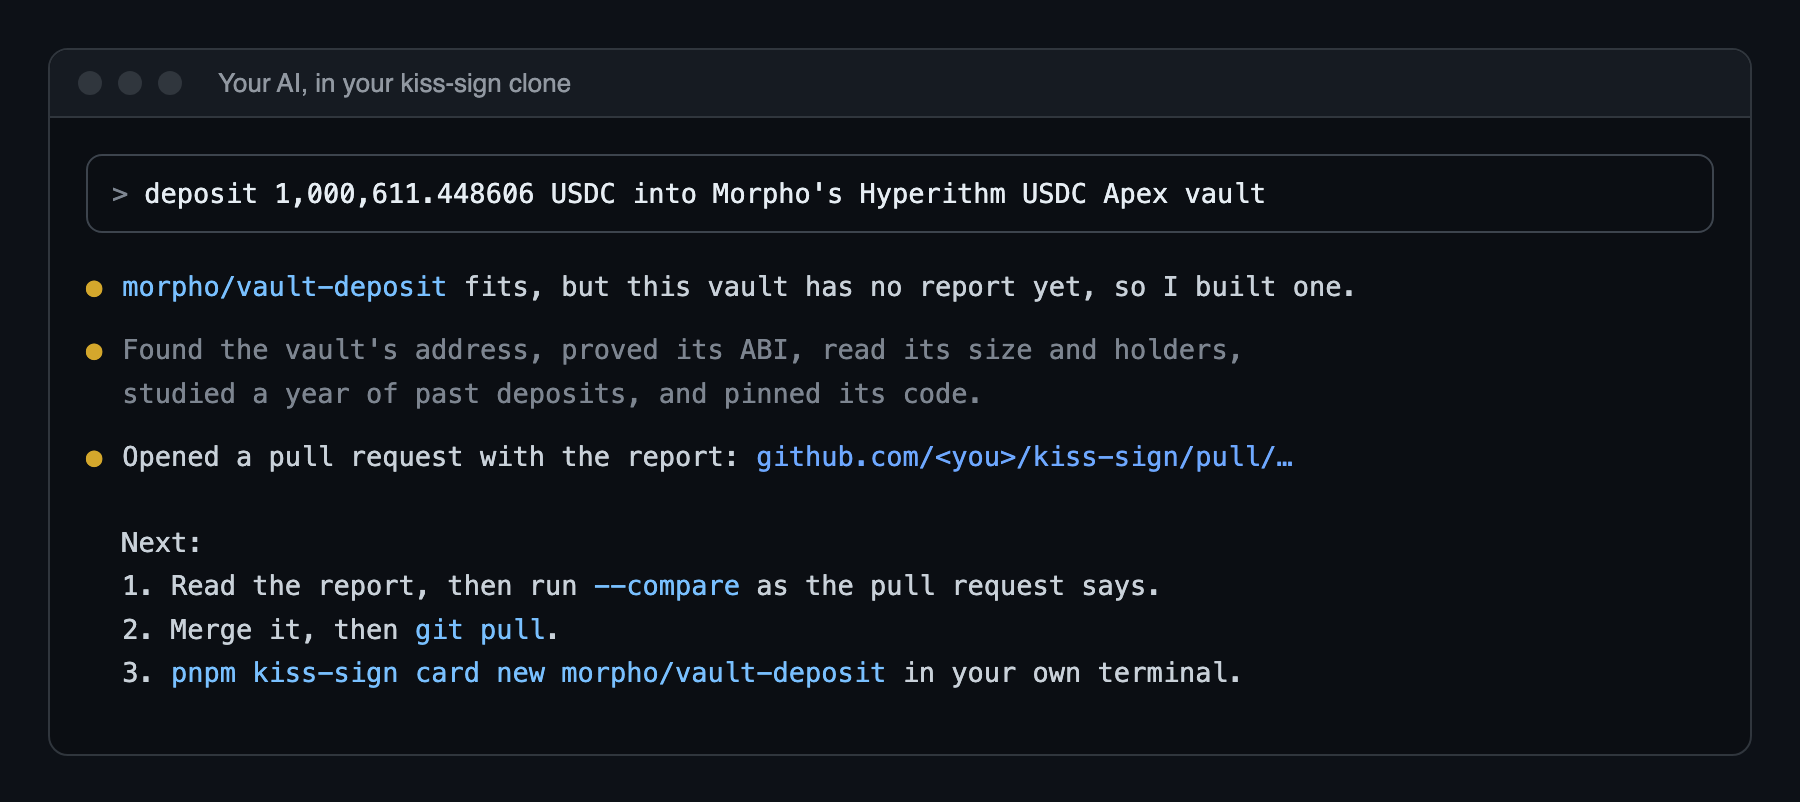 Your AI, in your kiss-sign clone
> deposit 1,000,611.448606 USDC into Morpho's Hyperithm USDC Apex vault
morpho/vault-deposit fits, but this vault has no report yet, so I built one.
Found the vault's address, proved its ABI, read its size and holders,
studied a year of past deposits, and pinned its code.
Opened a pull request with the report: github.com/<you>/kiss-sign/pull/…
Next:
1. Read the report, then run --compare as the pull request says.
2. Merge it, then git pull.
3. pnpm kiss-sign card new morpho/vault-deposit in your own terminal.